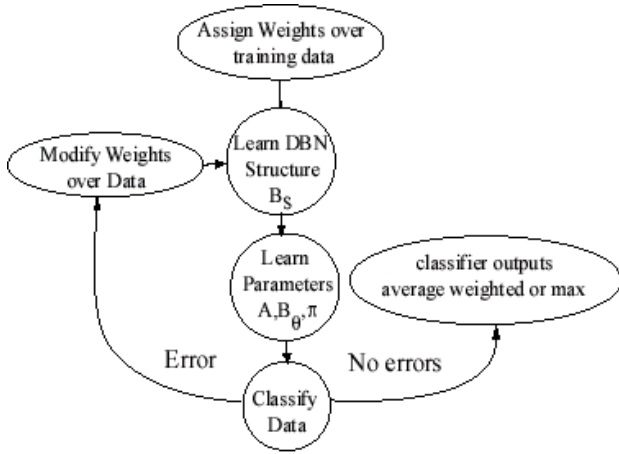 Assign Weights over
training data
Learn DBN
Structure
B_S
Modify Weights
over Data
Learn
Parameters
A,B_θ,π
classifier outputs
average weighted or max
Error
No errors
Classify
Data